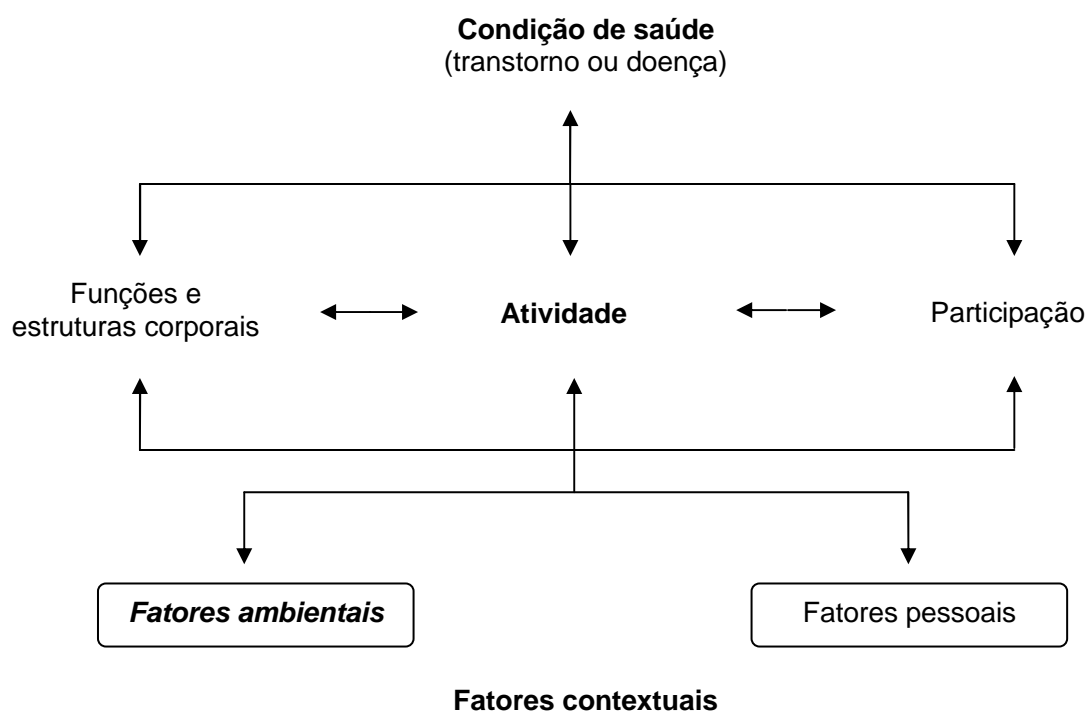 Condição de saúde
(transtorno ou doença)
Funções e
estruturas corporais
Atividade
Participação
Fatores ambientais
Fatores pessoais
Fatores contextuais